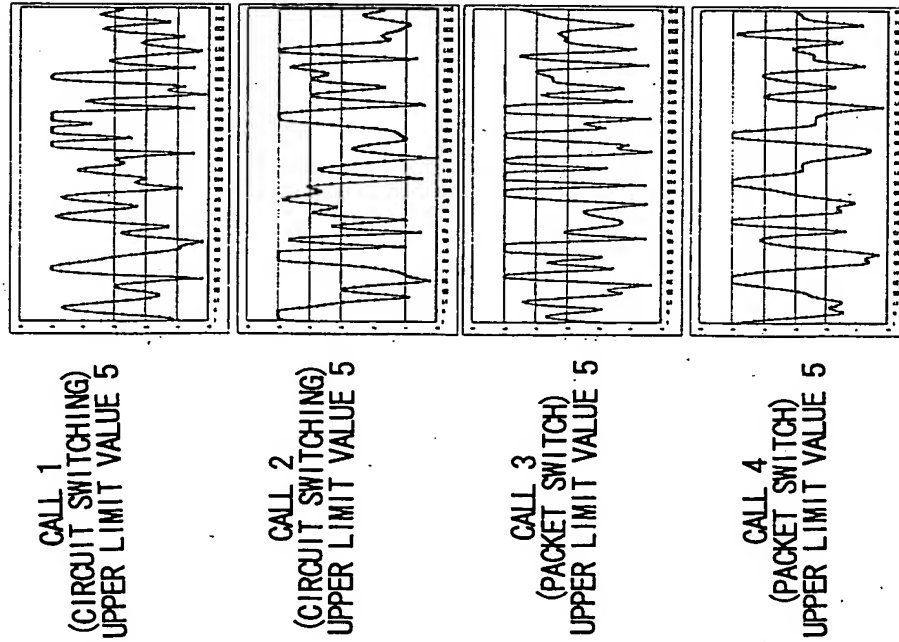 CALL 1
(CIRCUIT SWITCHING)
UPPER LIMIT VALUE 5
CALL 2
(CIRCUIT SWITCHING)
UPPER LIMIT VALUE 5
CALL 3
(PACKET SWITCH)
UPPER LIMIT VALUE 5
CALL 4
(PACKET SWITCH)
UPPER LIMIT VALUE 5